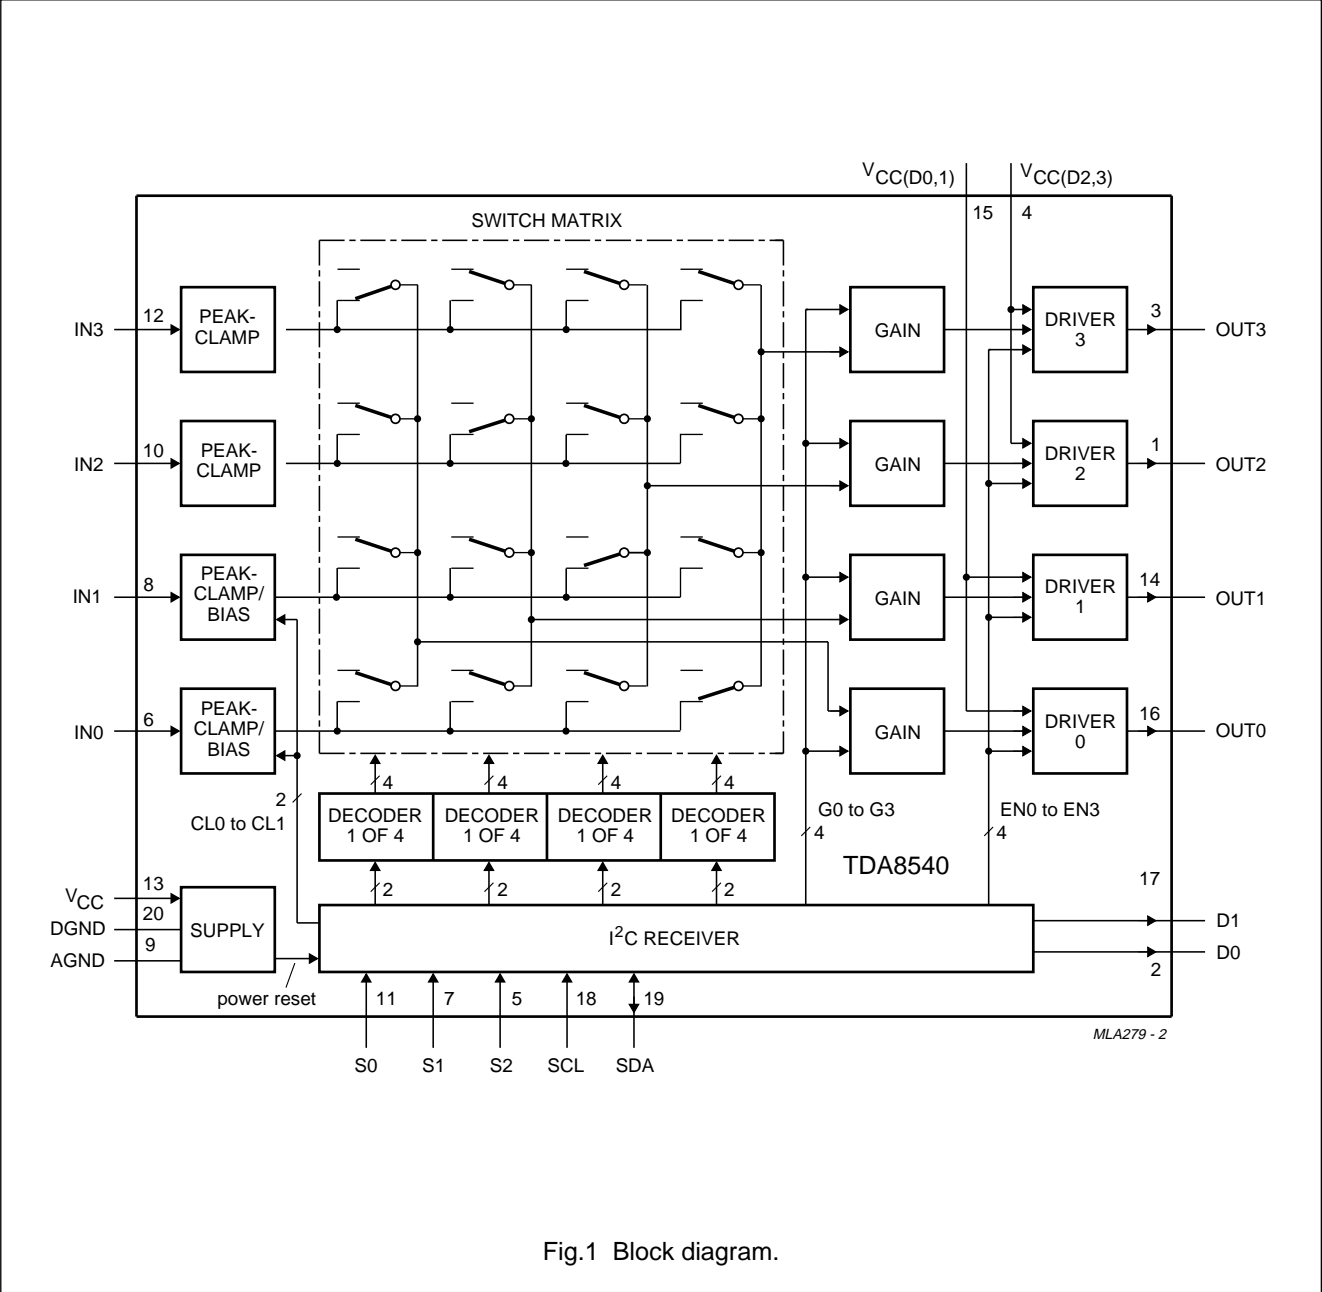 VCC(D0,1)
VCC(D2,3)
15
4
SWITCH MATRIX
IN3
12
PEAK-
CLAMP
GAIN
DRIVER
3
3
OUT3
IN2
10
PEAK-
CLAMP
GAIN
DRIVER
2
1
OUT2
IN1
8
PEAK-
CLAMP/
BIAS
GAIN
DRIVER
1
14
OUT1
IN0
6
PEAK-
CLAMP/
BIAS
GAIN
DRIVER
0
16
OUT0
4
4
4
4
2
CL0 to CL1
DECODER
1 OF 4
DECODER
1 OF 4
DECODER
1 OF 4
DECODER
1 OF 4
G0 to G3
4
EN0 to EN3
4
TDA8540
2
2
2
2
VCC
13
DGND
20
AGND
9
SUPPLY
power reset
I2C RECEIVER
17
D1
D0
2
11
7
5
18
19
S0
S1
S2
SCL
SDA
MLA279 - 2
Fig.1 Block diagram.